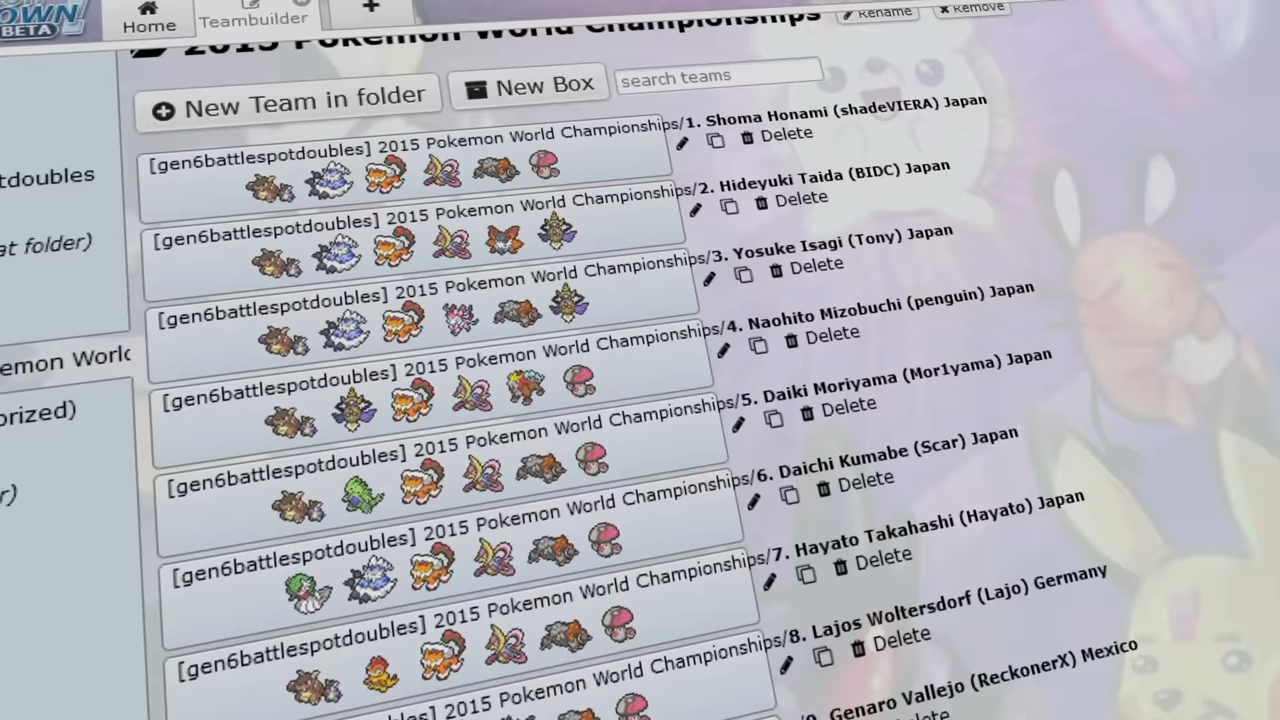 OWN!
BETA
Home
Teambuilder
+
2015 Pokemon World Championships
Rename
Remove
New Team in folder
New Box
search teams
tdoubles
at folder)
emon World
orized)
r)
[gen6battlespotdoubles] 2015 Pokemon World Championships/1. Shoma Honami (shadeVIERA) Japan
Delete
[gen6battlespotdoubles] 2015 Pokemon World Championships/2. Hideyuki Taida (BIDC) Japan
Delete
[gen6battlespotdoubles] 2015 Pokemon World Championships/3. Yosuke Isagi (Tony) Japan
Delete
[gen6battlespotdoubles] 2015 Pokemon World Championships/4. Naohito Mizobuchi (penguin) Japan
Delete
[gen6battlespotdoubles] 2015 Pokemon World Championships/5. Daiki Moriyama (Mor1yama) Japan
Delete
[gen6battlespotdoubles] 2015 Pokemon World Championships/6. Daichi Kumabe (Scar) Japan
Delete
[gen6battlespotdoubles] 2015 Pokemon World Championships/7. Hayato Takahashi (Hayato) Japan
Delete
[gen6battlespotdoubles] 2015 Pokemon World Championships/8. Lajos Woltersdorf (Lajo) Germany
Delete
/9. Genaro Vallejo (ReckonerX) Mexico
Delete